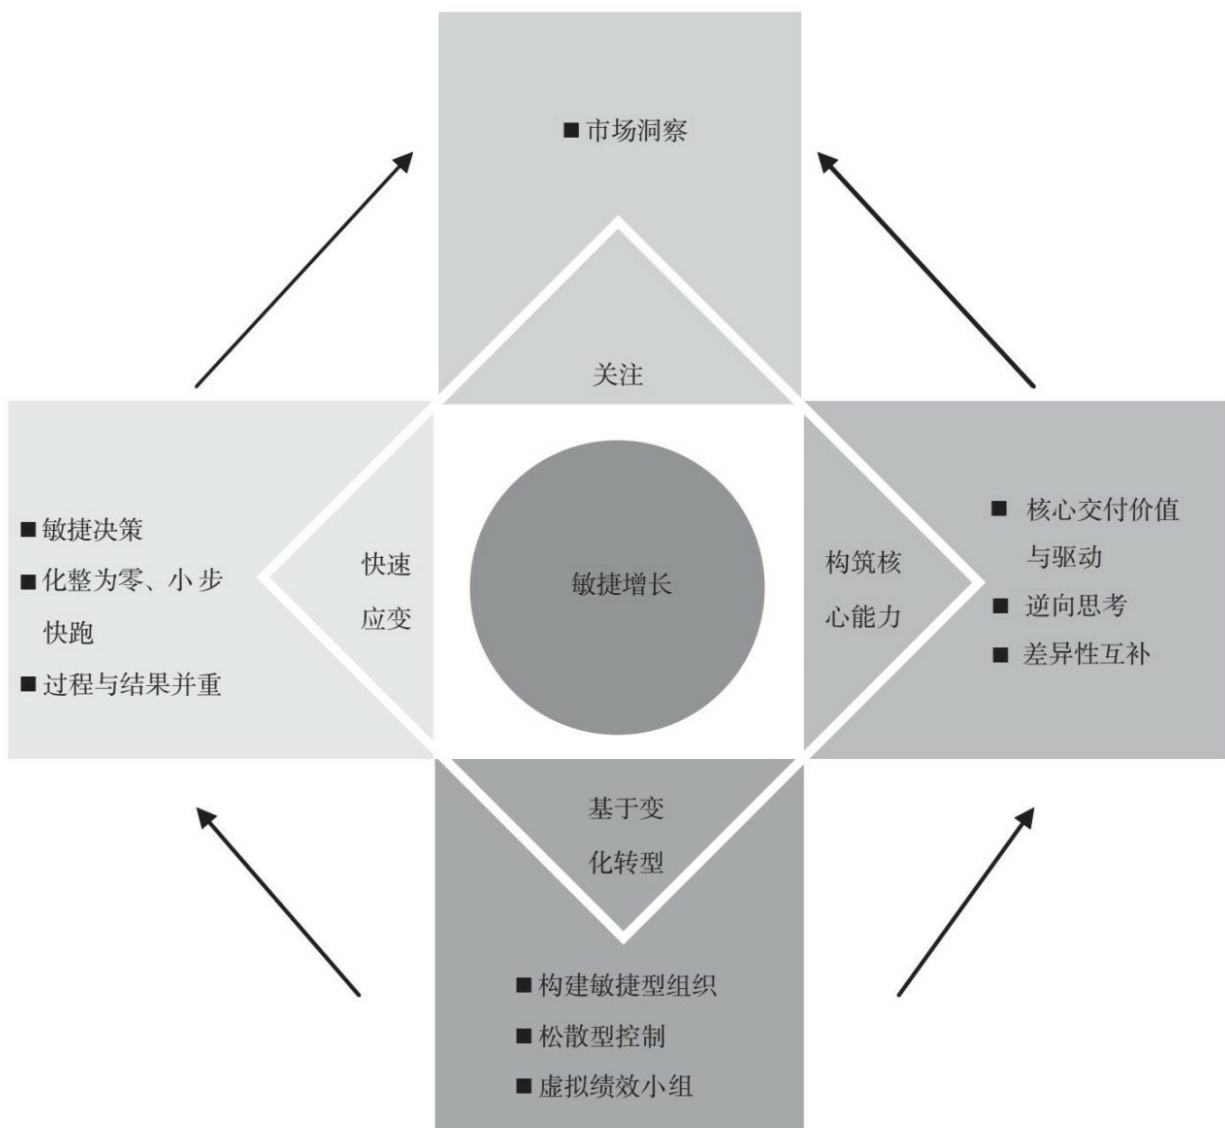 ■ 市场洞察
关注
■ 敏捷决策
■ 化整为零、小步
快跑
■ 过程与结果并重
快速
应变
敏捷增长
构筑核
心能力
■ 核心交付价值
与驱动
■ 逆向思考
■ 差异性互补
基于变
化转型
■ 构建敏捷型组织
■ 松散型控制
■ 虚拟绩效小组